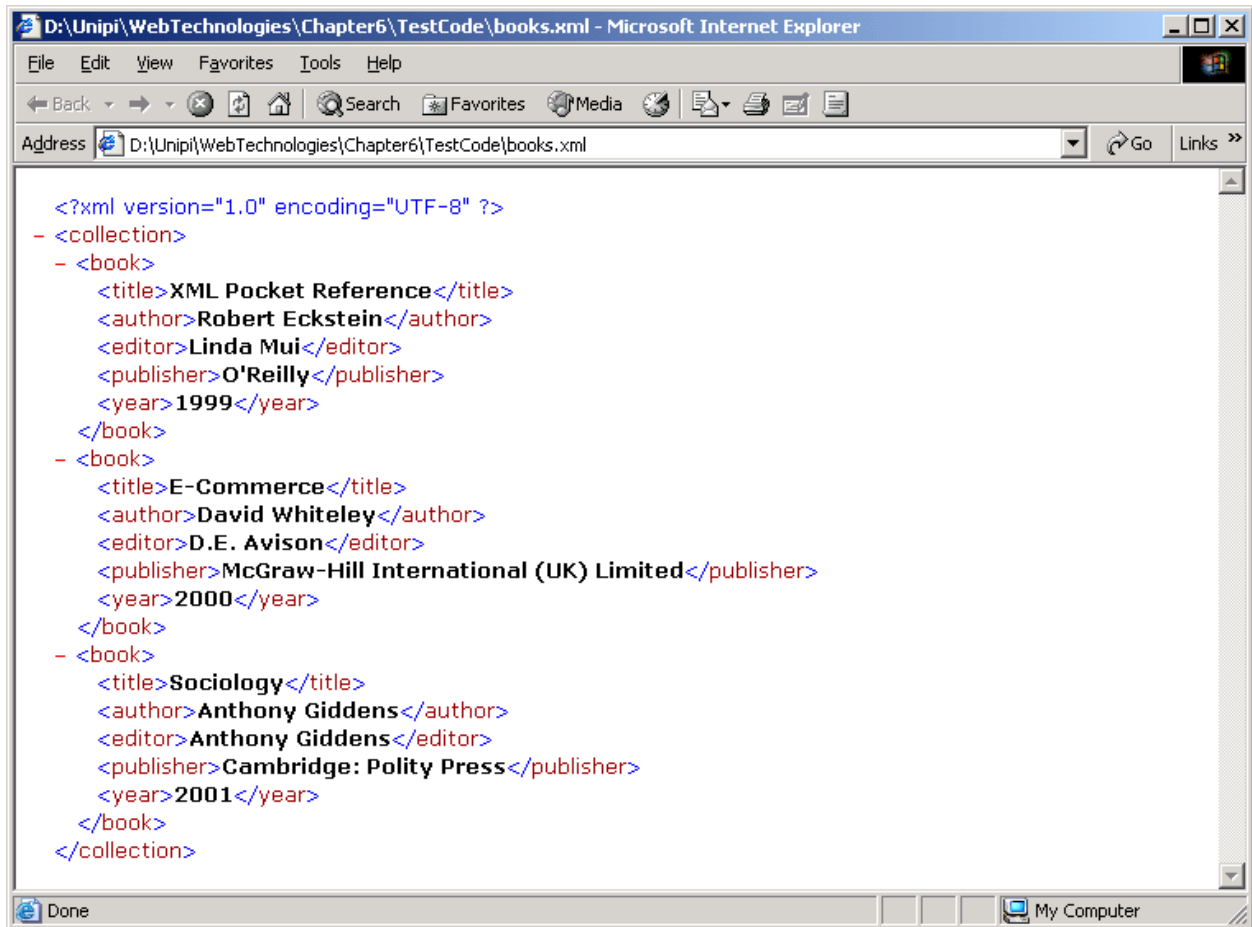 D:\Unipi\WebTechnologies\Chapter6\TestCode\books.xml - Microsoft Internet Explorer
File Edit View Favorites Tools Help
Back Search Favorites Media
Address D:\Unipi\WebTechnologies\Chapter6\TestCode\books.xml Go Links »
<?xml version="1.0" encoding="UTF-8" ?>
- <collection>
- <book>
<title>XML Pocket Reference</title>
<author>Robert Eckstein</author>
<editor>Linda Mui</editor>
<publisher>O'Reilly</publisher>
<year>1999</year>
</book>
- <book>
<title>E-Commerce</title>
<author>David Whiteley</author>
<editor>D.E. Avison</editor>
<publisher>McGraw-Hill International (UK) Limited</publisher>
<year>2000</year>
</book>
- <book>
<title>Sociology</title>
<author>Anthony Giddens</author>
<editor>Anthony Giddens</editor>
<publisher>Cambridge: Polity Press</publisher>
<year>2001</year>
</book>
</collection>
Done My Computer